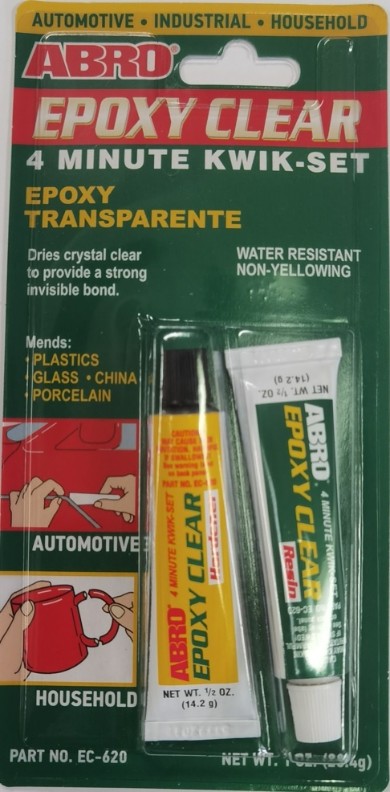 AUTOMOTIVE • INDUSTRIAL • HOUSEHOLD
ABRO®
EPOXY CLEAR
4 MINUTE KWIK-SET
EPOXY
TRANSPARENTE
Dries crystal clear
to provide a strong
invisible bond.
WATER RESISTANT
NON-YELLOWING
Mends:
• PLASTICS
• GLASS • CHINA
PORCELAIN
AUTOMOTIVE
HOUSEHOLD
ABRO® 4 MINUTE KWIK-SET
EPOXY CLEAR
Hardener
NET WT. ½ OZ.
(14.2 g)
NET WT. ½ OZ.
(14.2 g)
ABRO® 4 MINUTE KWIK-SET
EPOXY CLEAR
Resin
PART NO. EC-620
NET WT. 1 OZ. (28.4g)